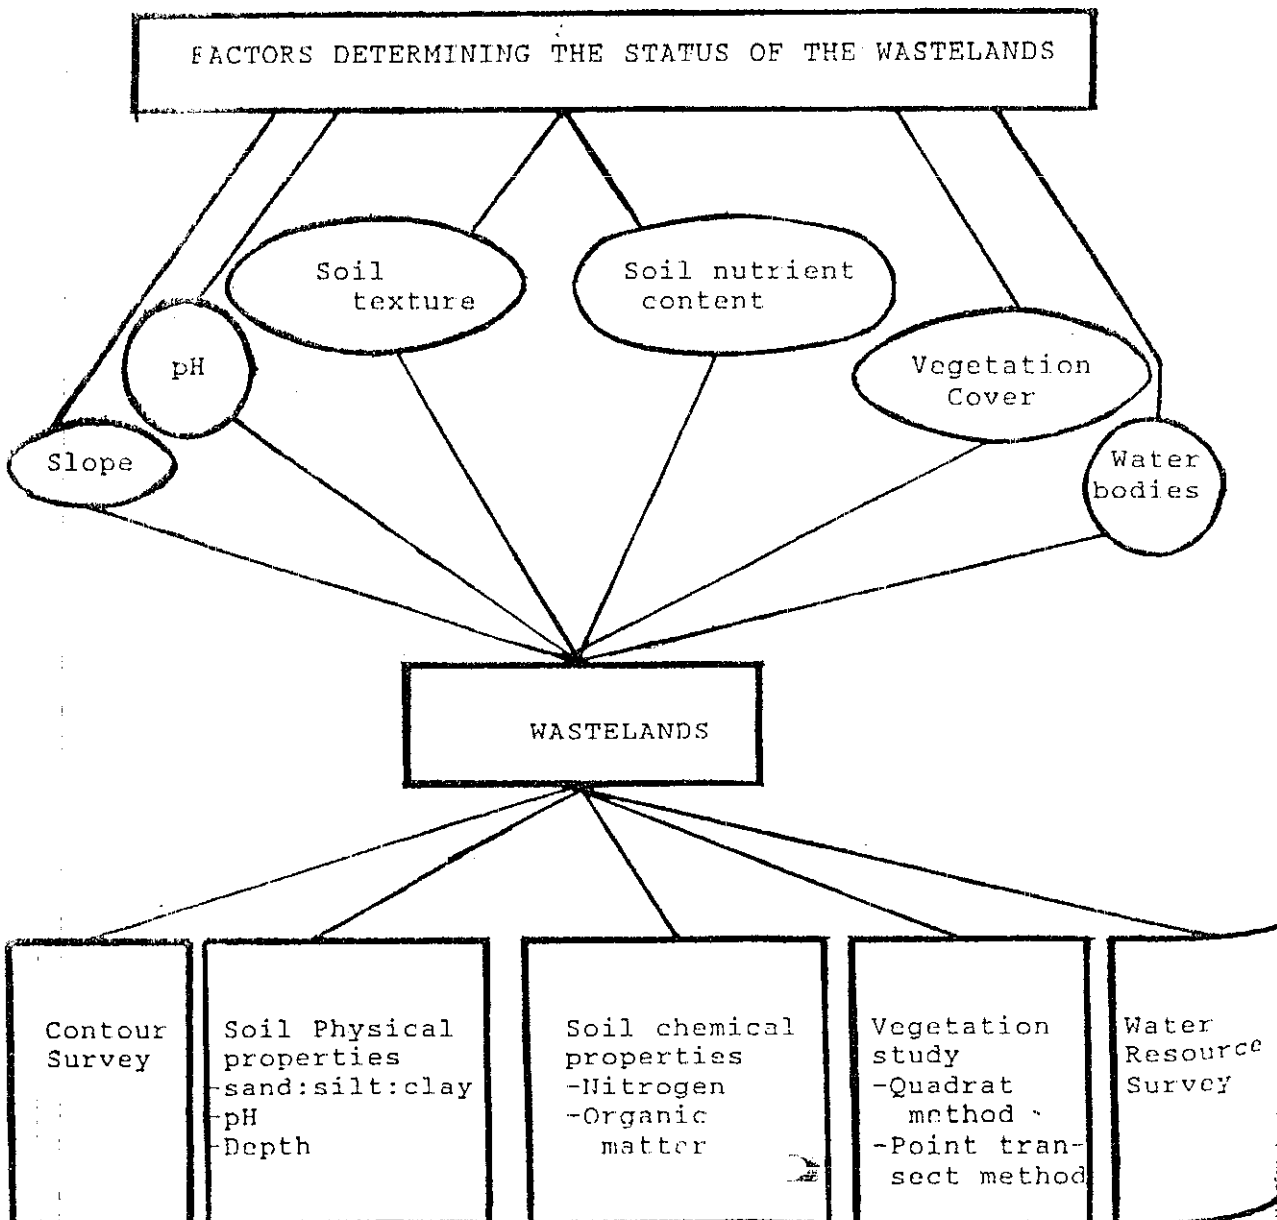 FACTORS DETERMINING THE STATUS OF THE WASTELANDS
Soil
texture
Soil nutrient
content
pH
Vegetation
Cover
Slope
Water
bodies
WASTELANDS
Contour
Survey
Soil Physical
properties
-sand:silt:clay
-pH
-Depth
Soil chemical
properties
-Nitrogen
-Organic
matter
Vegetation
study
-Quadrat
method
-Point tran-
sect method
Water
Resource
Survey